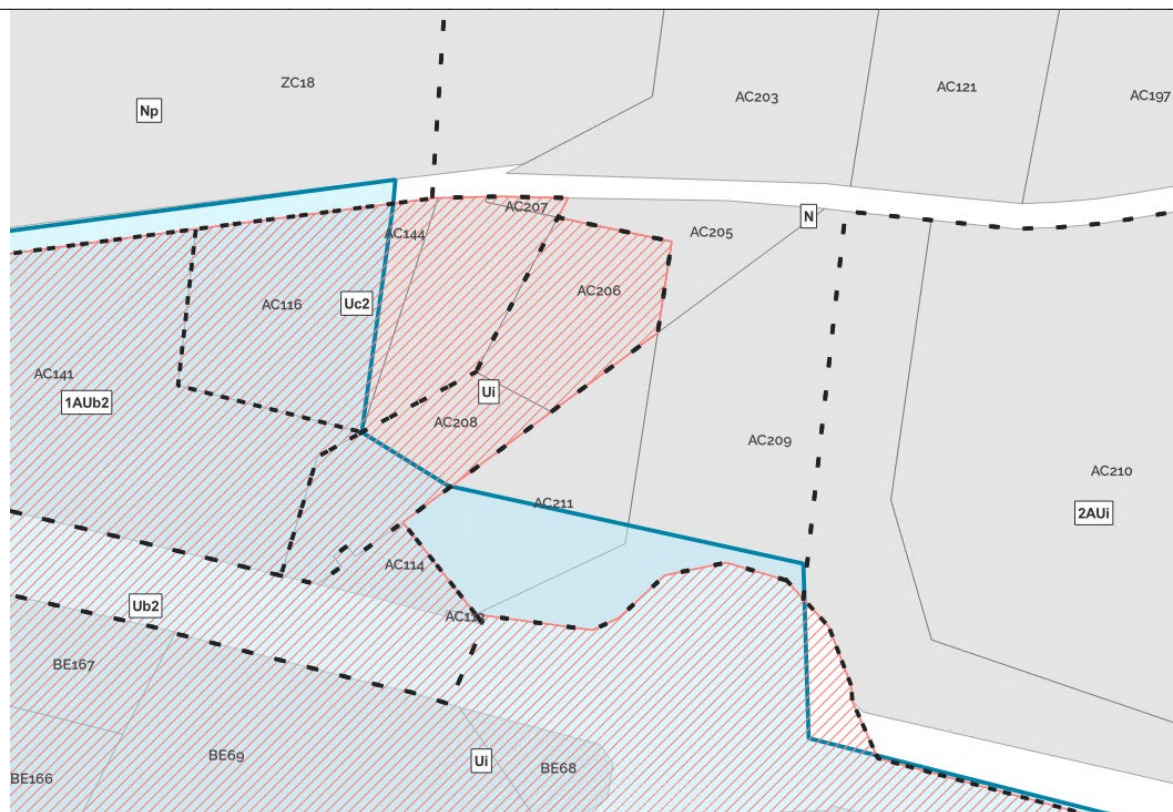 ZC18
AC203
AC121
AC197
Np
AC207
AC144
AC205
N
AC116
Uc2
AC206
AC141
1AUb2
Ui
AC208
AC209
AC210
AC211
2AUi
AC114
Ub2
BE167
BE69
Ui
BE68
BE166